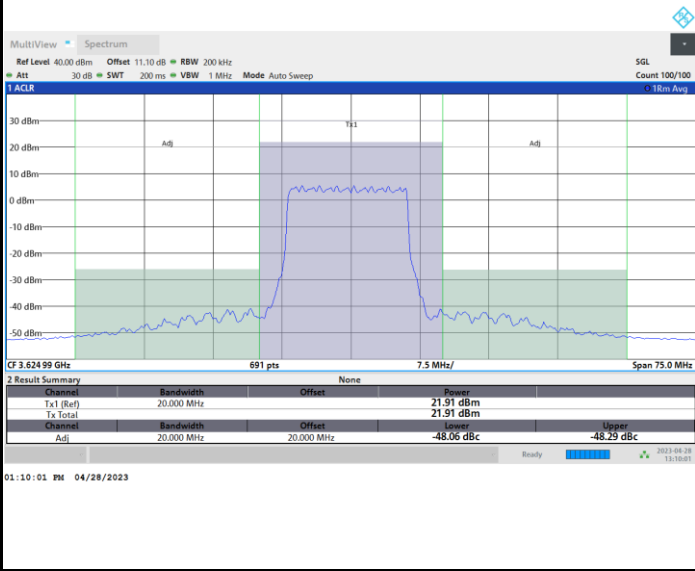 MultiView Spectrum
Ref Level 40.00 dBm Offset 11.10 dB RBW 200 kHz SGL
Att 30 dB SWT 200 ms VBW 1 MHz Mode Auto Sweep Count 100/100
1 ACLR 1Rm Avg
Tx1
30 dBm
Adj Adj
20 dBm
10 dBm
0 dBm
-10 dBm
-20 dBm
-30 dBm
-40 dBm
-50 dBm
CF 3.624 99 GHz 691 pts 7.5 MHz/ Span 75.0 MHz
2 Result Summary None
Channel Bandwidth Offset Power
Tx1 (Ref) 20.000 MHz 21.91 dBm
Tx Total 21.91 dBm
Channel Bandwidth Offset Lower Upper
Adj 20.000 MHz 20.000 MHz -48.06 dBc -48.29 dBc
Ready 2023-04-28
13:10:01
01:10:01 PM 04/28/2023